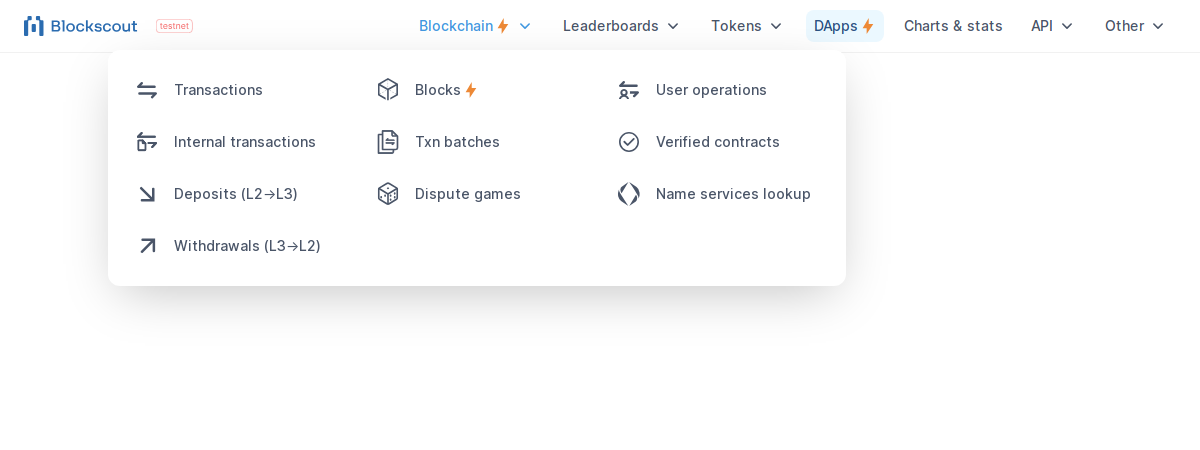 Blockscout testnet Blockchain Leaderboards Tokens DApps Charts & stats API Other
Transactions Blocks User operations
Internal transactions Txn batches Verified contracts
Deposits (L2→L3) Dispute games Name services lookup
Withdrawals (L3→L2)